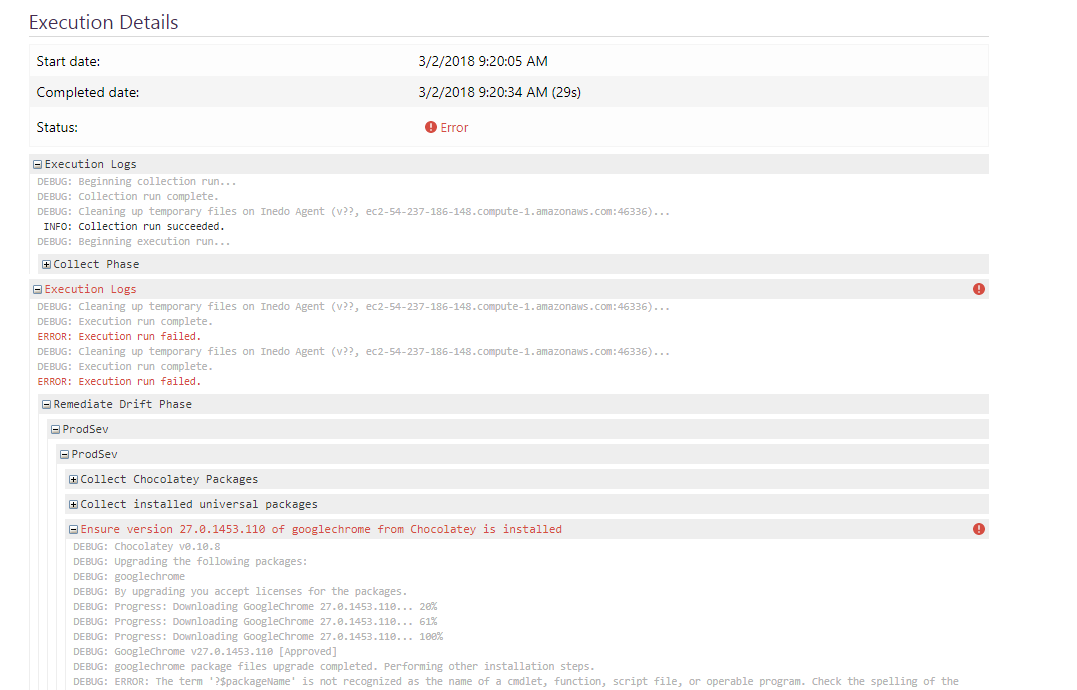 Execution Details
Start date: 3/2/2018 9:20:05 AM
Completed date: 3/2/2018 9:20:34 AM (29s)
Status: Error
Execution Logs
DEBUG: Beginning collection run...
DEBUG: Collection run complete.
DEBUG: Cleaning up temporary files on Inedo Agent (v??, ec2-54-237-186-148.compute-1.amazonaws.com:46336)...
INFO: Collection run succeeded.
DEBUG: Beginning execution run...
Collect Phase
Execution Logs
DEBUG: Cleaning up temporary files on Inedo Agent (v??, ec2-54-237-186-148.compute-1.amazonaws.com:46336)...
DEBUG: Execution run complete.
ERROR: Execution run failed.
DEBUG: Cleaning up temporary files on Inedo Agent (v??, ec2-54-237-186-148.compute-1.amazonaws.com:46336)...
DEBUG: Execution run complete.
ERROR: Execution run failed.
Remediate Drift Phase
ProdSev
ProdSev
Collect Chocolatey Packages
Collect installed universal packages
Ensure version 27.0.1453.110 of googlechrome from Chocolatey is installed
DEBUG: Chocolatey v0.10.8
DEBUG: Upgrading the following packages:
DEBUG: googlechrome
DEBUG: By upgrading you accept licenses for the packages.
DEBUG: Progress: Downloading GoogleChrome 27.0.1453.110... 20%
DEBUG: Progress: Downloading GoogleChrome 27.0.1453.110... 61%
DEBUG: Progress: Downloading GoogleChrome 27.0.1453.110... 100%
DEBUG: GoogleChrome v27.0.1453.110 [Approved]
DEBUG: googlechrome package files upgrade completed. Performing other installation steps.
DEBUG: ERROR: The term '?$packageName' is not recognized as the name of a cmdlet, function, script file, or operable program. Check the spelling of the